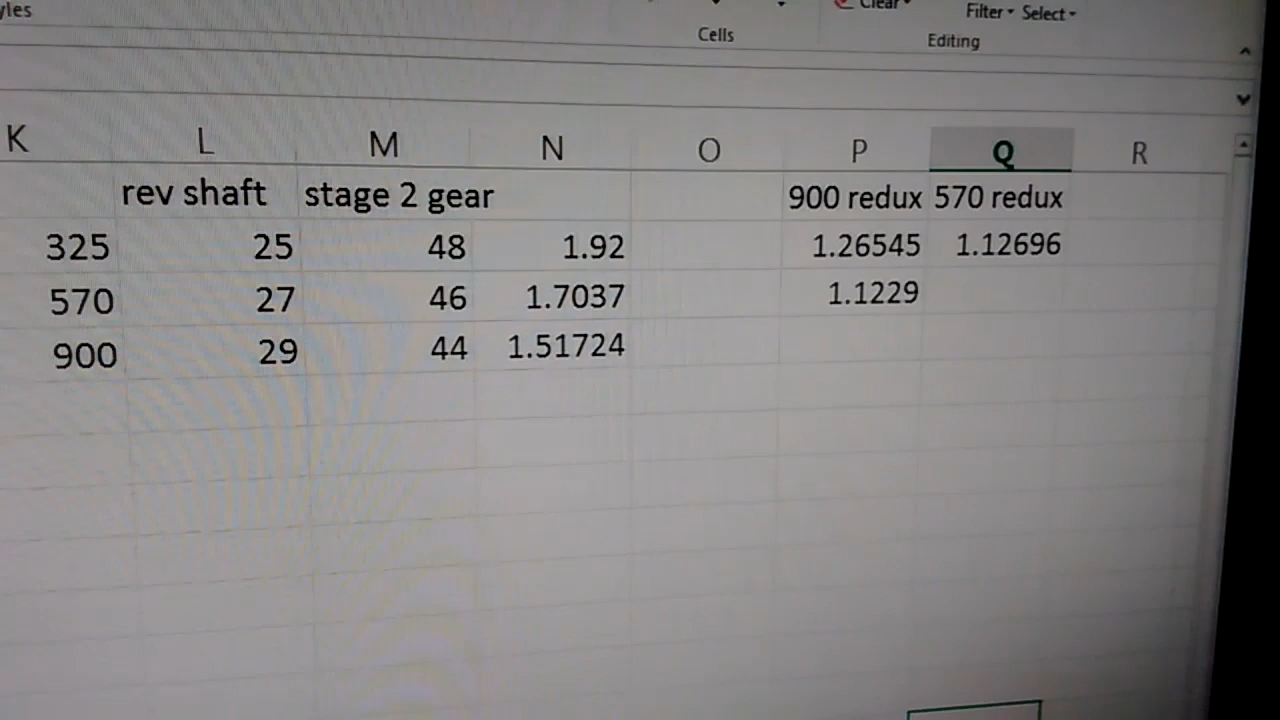 yles
Clear
Filter Select
Cells
Editing
K L M N O P Q R
rev shaft stage 2 gear 900 redux 570 redux
325 25 48 1.92 1.26545 1.12696
570 27 46 1.7037 1.1229
900 29 44 1.51724